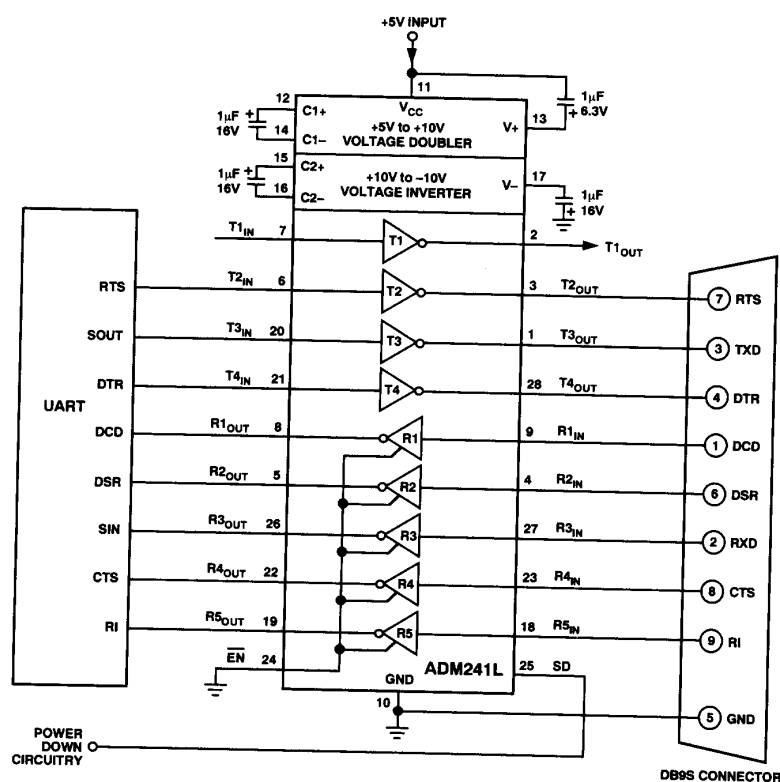 +5V INPUT
11
12
C1+
VCC
1μF
16V
+
14
C1–
+5V to +10V
VOLTAGE DOUBLER
V+
13
1μF
+ 6.3V
15
C2+
1μF
16V
+
16
C2–
+10V to –10V
VOLTAGE INVERTER
V–
17
1μF
+ 16V
T1IN
7
T1
2
T1OUT
UART
RTS
T2IN
6
T2
3
T2OUT
7
RTS
SOUT
T3IN
20
T3
1
T3OUT
3
TXD
DTR
T4IN
21
T4
28
T4OUT
4
DTR
DCD
R1OUT
8
R1
9
R1IN
1
DCD
DSR
R2OUT
5
R2
4
R2IN
6
DSR
SIN
R3OUT
26
R3
27
R3IN
2
RXD
CTS
R4OUT
22
R4
23
R4IN
8
CTS
RI
R5OUT
19
R5
18
R5IN
9
RI
EN
24
ADM241L
25
SD
GND
10
5
GND
POWER
DOWN
CIRCUITRY
DB9S CONNECTOR